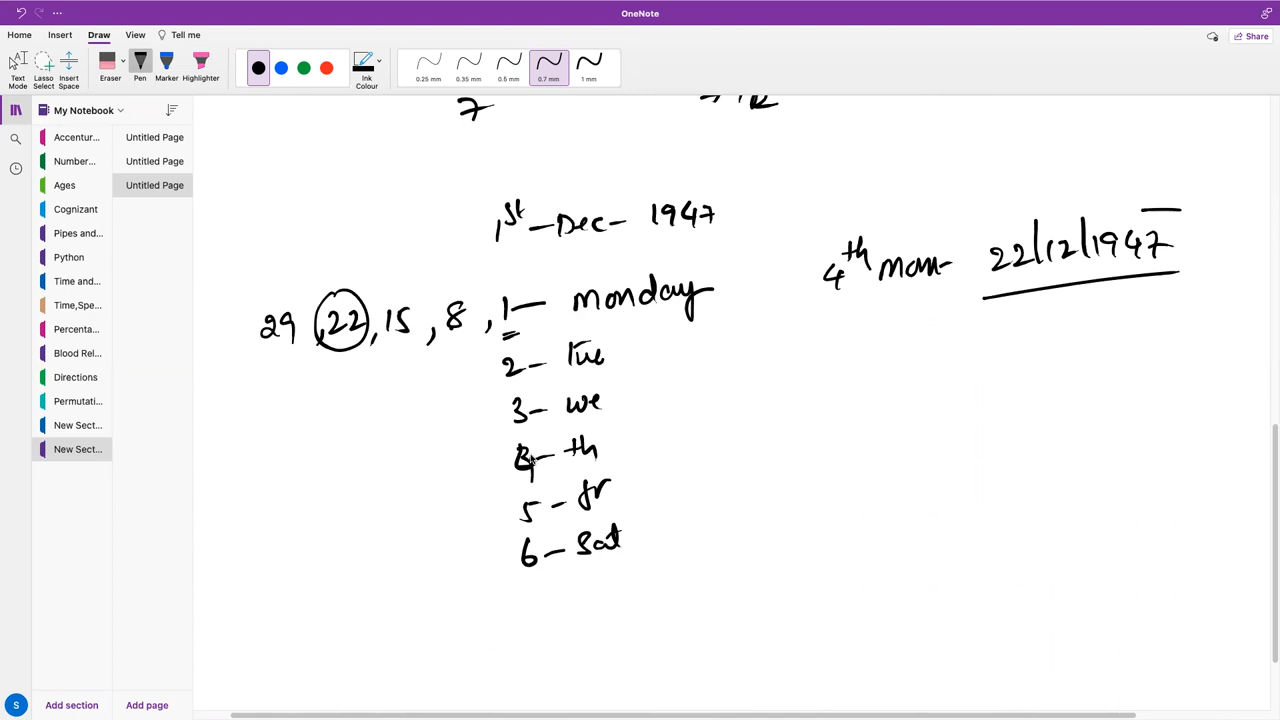 OneNote
Home Insert Draw View Tell me
Share
Text Mode
Lasso Select
Insert Space
Eraser
Pen
Marker
Highlighter
0.25 mm
0.35 mm
0.5 mm
0.7 mm
1 mm
Ink Colour
My Notebook
Accentur...
Number...
Ages
Cognizant
Pipes and...
Python
Time and...
Time,Spe...
Percenta...
Blood Rel...
Directions
Permutati...
New Sect...
New Sect...
Untitled Page
Untitled Page
Untitled Page
7
1st - Dec - 1947
4th mon - 22/12/1947
29 ,22, 15 , 8 , 1 - monday
2 - tue
3 - we
4 - th
5 - fr
6 - sat
S
Add section
Add page